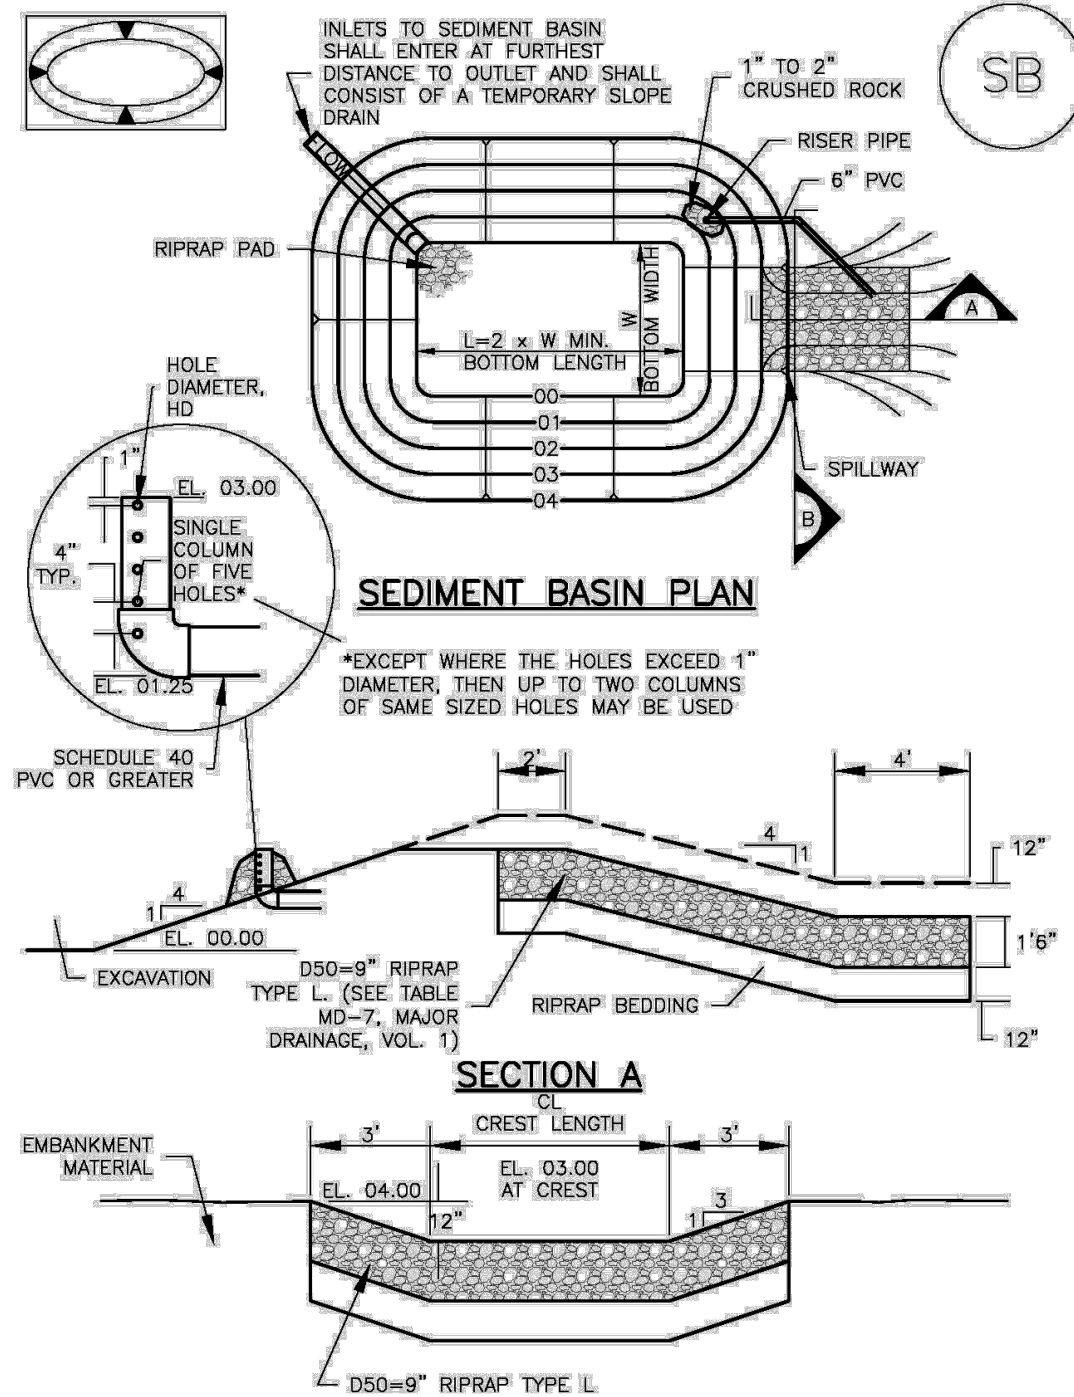 INLETS TO SEDIMENT BASIN
SHALL ENTER AT FURTHEST
DISTANCE TO OUTLET AND SHALL
CONSIST OF A TEMPORARY SLOPE
DRAIN
1" TO 2"
CRUSHED ROCK
SB
RISER PIPE
6" PVC
FLOW
RIPRAP PAD
W
BOTTOM WIDTH
L=2 x W MIN.
BOTTOM LENGTH
A
00
01
02
03
04
SPILLWAY
B
HOLE
DIAMETER,
HD
1"
EL. 03.00
4"
TYP.
SINGLE
COLUMN
OF FIVE
HOLES*
EL. 01.25
SEDIMENT BASIN PLAN
*EXCEPT WHERE THE HOLES EXCEED 1"
DIAMETER, THEN UP TO TWO COLUMNS
OF SAME SIZED HOLES MAY BE USED
SCHEDULE 40
PVC OR GREATER
2'
4'
4
1
12"
4
1
EL. 00.00
1'6"
EXCAVATION
D50=9" RIPRAP
TYPE L. (SEE TABLE
MD-7, MAJOR
DRAINAGE, VOL. 1)
RIPRAP BEDDING
12"
SECTION A
CL
CREST LENGTH
3'
3'
EMBANKMENT
MATERIAL
EL. 04.00
EL. 03.00
AT CREST
12"
3
1
D50=9" RIPRAP TYPE L